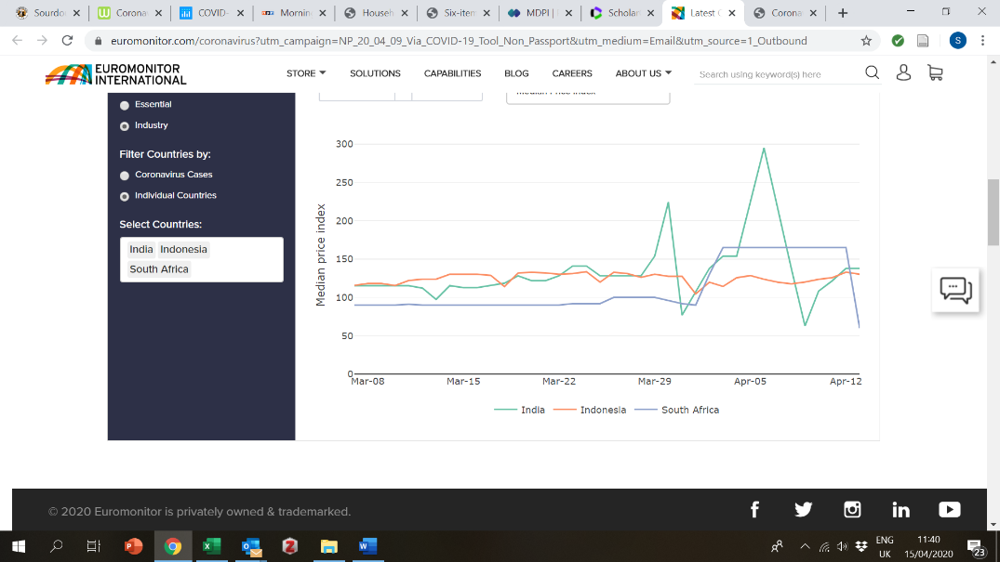 Sourdo
Corona-
COVID-
Mornin
Househ
Six-item
MDPI |
Scholar
Latest C
Corona
euromonitor.com/coronavirus?utm_campaign=NP_20_04_09_Via_COVID-19_Tool_Non_Passport&utm_medium=Email&utm_source=1_Outbound
S
EUROMONITOR
INTERNATIONAL
STORE
SOLUTIONS
CAPABILITIES
BLOG
CAREERS
ABOUT US
Search using keyword(s) here
Essential
Industry
Filter Countries by:
Coronavirus Cases
Individual Countries
Select Countries:
India Indonesia
South Africa
Median Price Index
Median price index
300
250
200
150
100
50
0
Mar-08 Mar-15 Mar-22 Mar-29 Apr-05 Apr-12
India Indonesia South Africa
© 2020 Euromonitor is privately owned & trademarked.
ENG
UK
11:40
15/04/2020
23